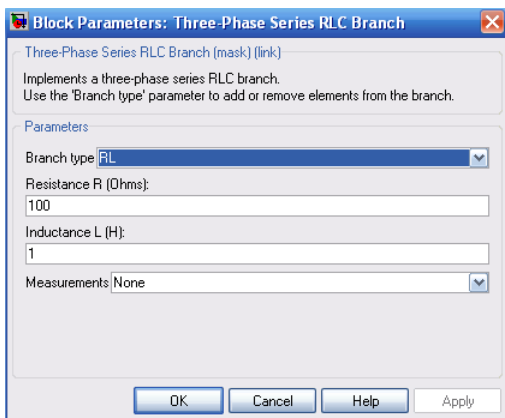 Block Parameters: Three-Phase Series RLC Branch
Three-Phase Series RLC Branch (mask) (link)
Implements a three-phase series RLC branch.
Use the 'Branch type' parameter to add or remove elements from the branch.
Parameters
Branch type RL
Resistance R (Ohms):
100
Inductance L (H):
1
Measurements None
OK Cancel Help Apply